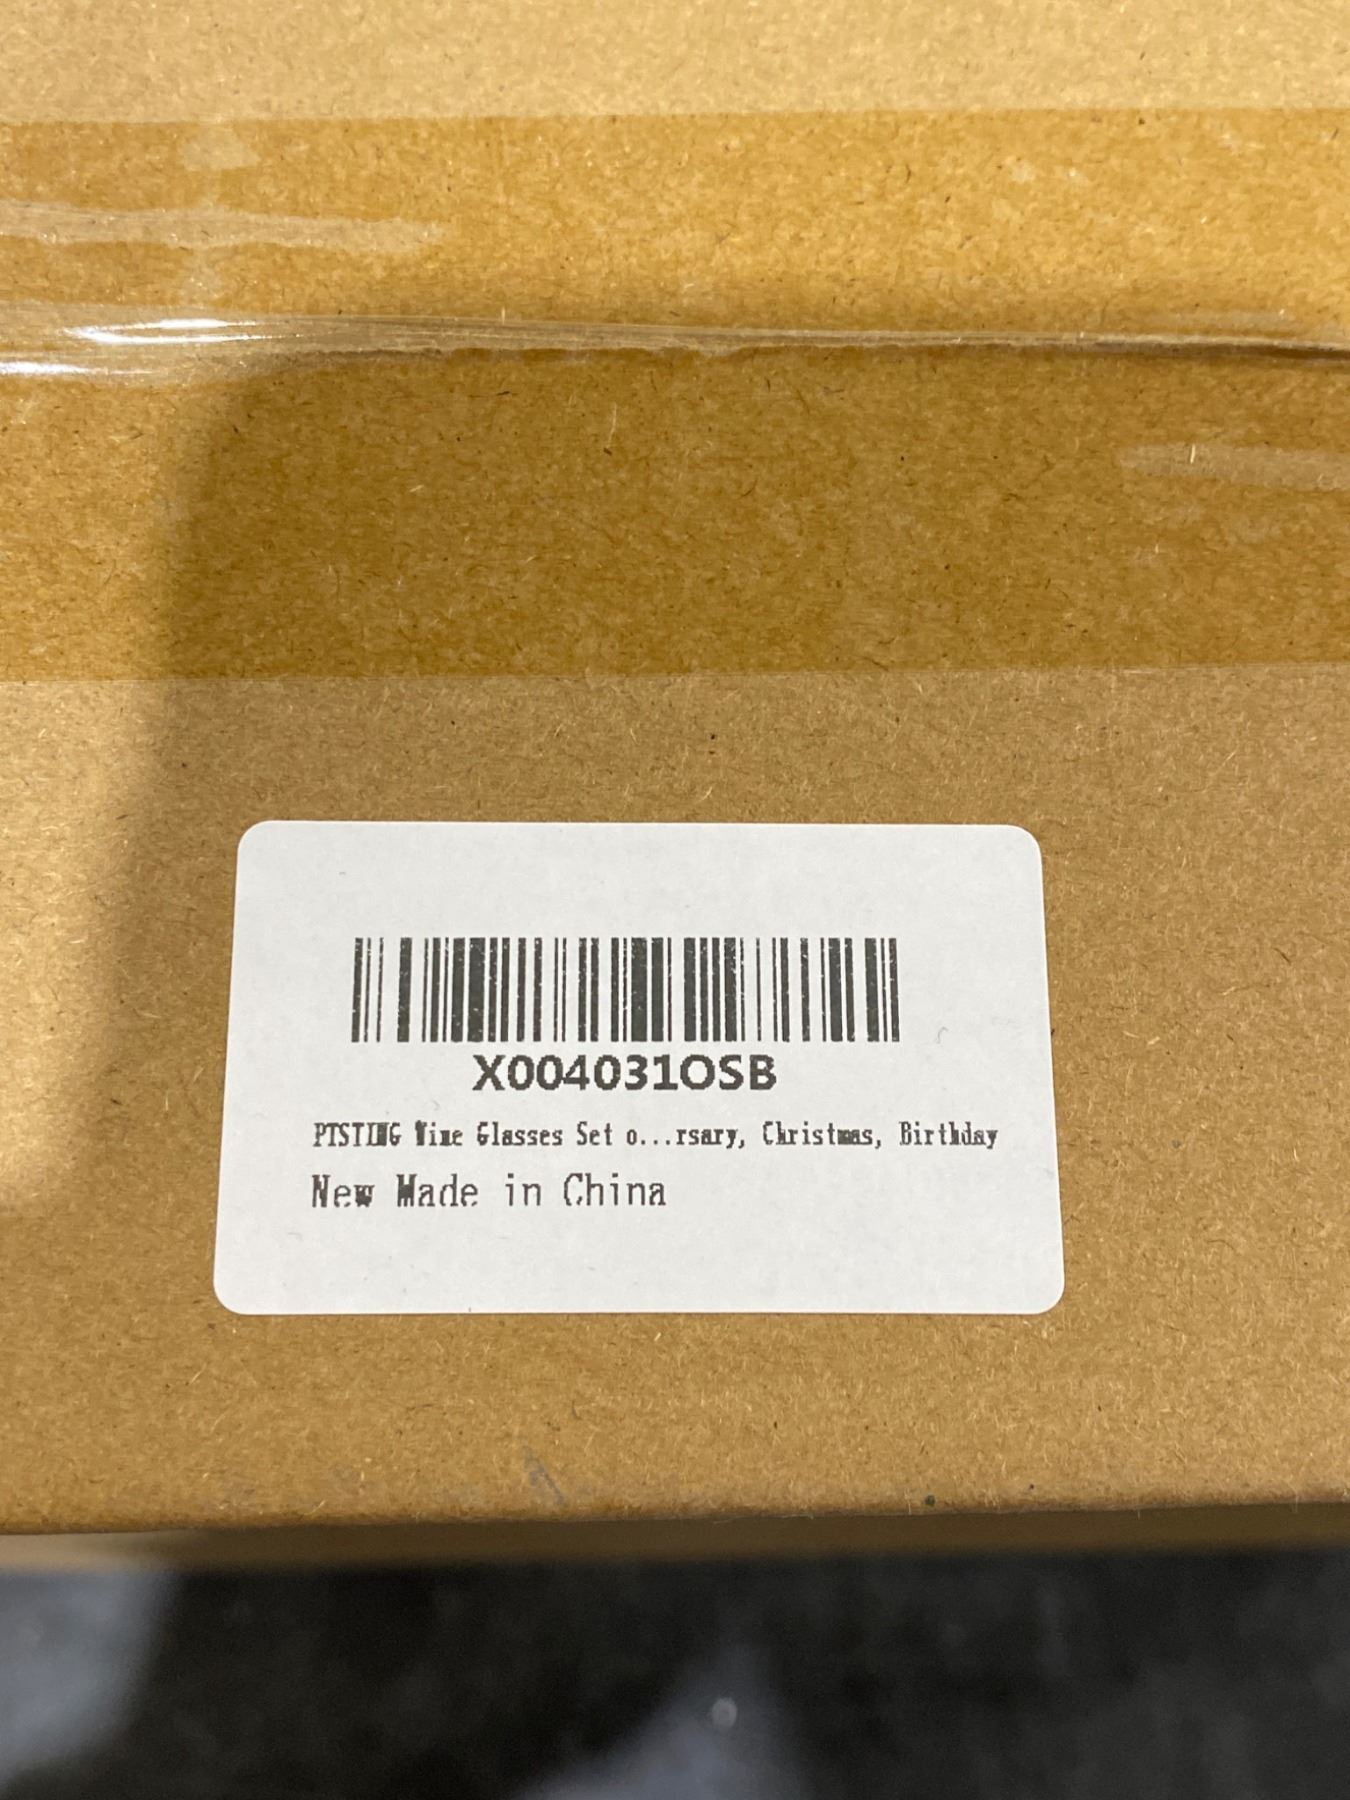 X004031OSB
PTSTING Wine Glasses Set o...rsary, Christmas, Birthday
New Made in China